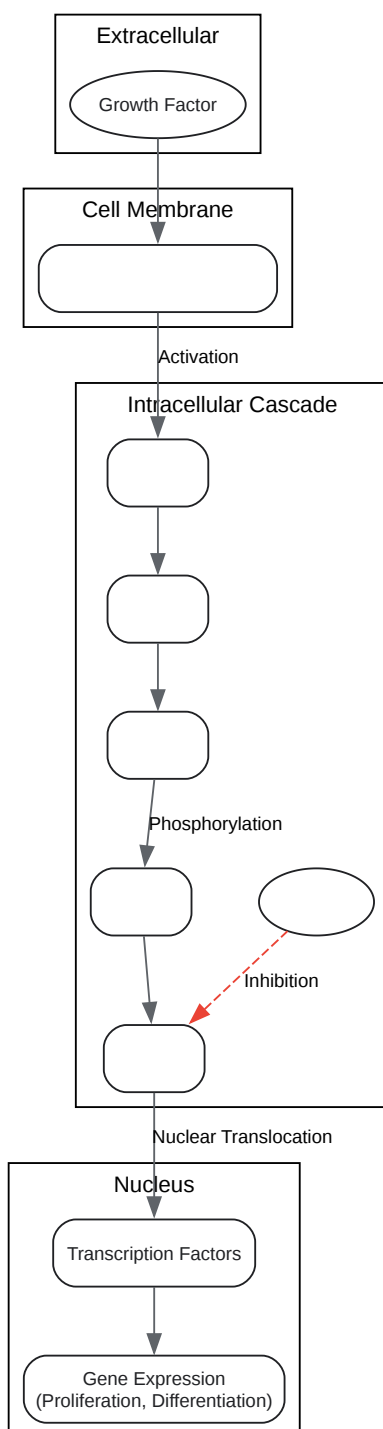 Extracellular
Growth Factor
Cell Membrane
Activation
Intracellular Cascade
Phosphorylation
Inhibition
Nuclear Translocation
Nucleus
Transcription Factors
Gene Expression
(Proliferation, Differentiation)